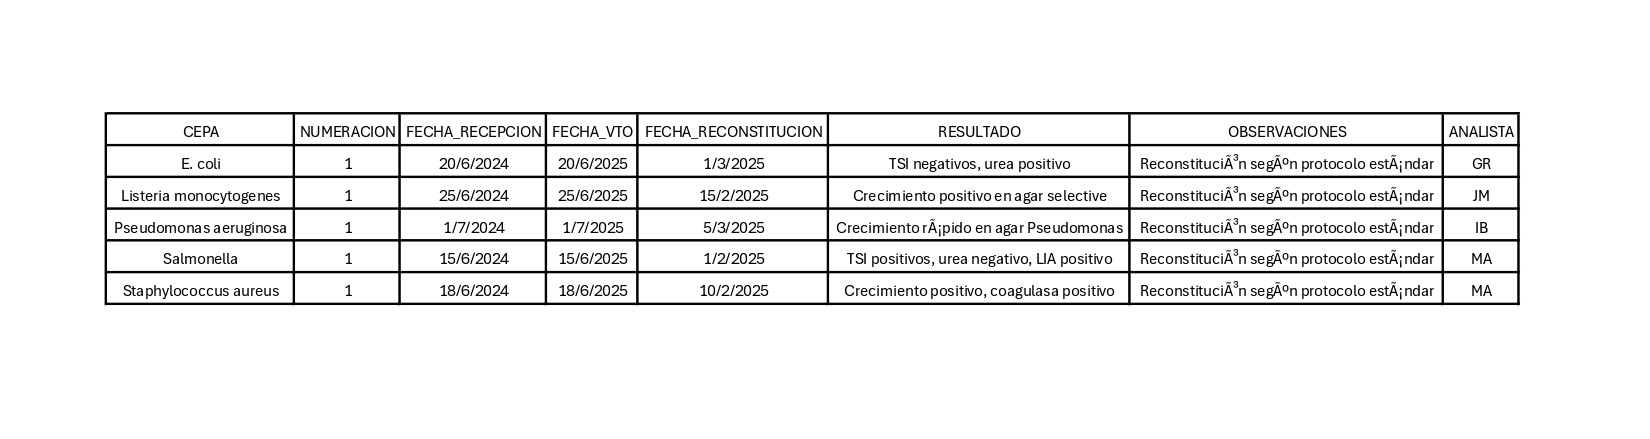 CEPA NUMERACION FECHA_RECEPCION FECHA_VTO FECHA_RECONSTITUCION RESULTADO OBSERVACIONES ANALISTA
E. coli 1 20/6/2024 20/6/2025 1/3/2025 TSI negativos, urea positivo ReconstituciÃ³n segÃºn protocolo estÃ¡ndar GR
Listeria monocytogenes 1 25/6/2024 25/6/2025 15/2/2025 Crecimiento positivo en agar selective ReconstituciÃ³n segÃºn protocolo estÃ¡ndar JM
Pseudomonas aeruginosa 1 1/7/2024 1/7/2025 5/3/2025 Crecimiento rÃ¡pido en agar Pseudomonas ReconstituciÃ³n segÃºn protocolo estÃ¡ndar IB
Salmonella 1 15/6/2024 15/6/2025 1/2/2025 TSI positivos, urea negativo, LIA positivo ReconstituciÃ³n segÃºn protocolo estÃ¡ndar MA
Staphylococcus aureus 1 18/6/2024 18/6/2025 10/2/2025 Crecimiento positivo, coagulasa positivo ReconstituciÃ³n segÃºn protocolo estÃ¡ndar MA